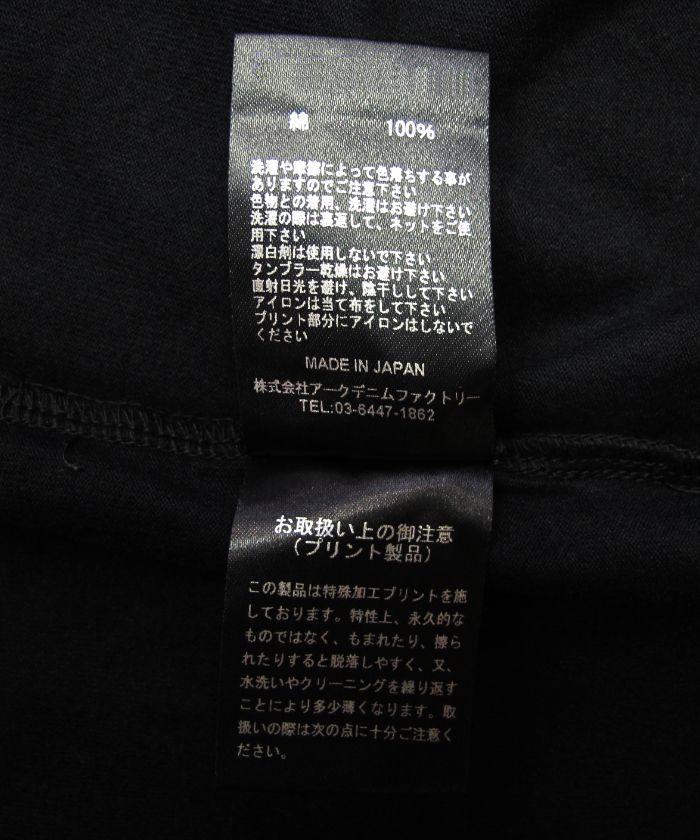 綿 100%
洗濯や摩擦によって色落ちする事が
ありますのでご注意下さい
色物との着用、洗濯はお避け下さい
洗濯の際は裏返して、ネットをご使
用下さい
漂白剤は使用しないで下さい
タンブラー乾燥はお避け下さい
直射日光を避け、陰干しして下さい
アイロンは当て布をして下さい
プリント部分にアイロンはしないで
ください
MADE IN JAPAN
株式会社アークデニムファクトリー
TEL:03-6447-1862
お取扱い上の御注意
(プリント製品)
この製品は特殊加工プリントを施
しております。特性上、永久的な
ものではなく、もまれたり、擦ら
れたりすると脱落しやすく、又、
水洗いやクリーニングを繰り返す
ことにより多少薄くなります。取
扱いの際は次の点に十分ご注意く
ださい。